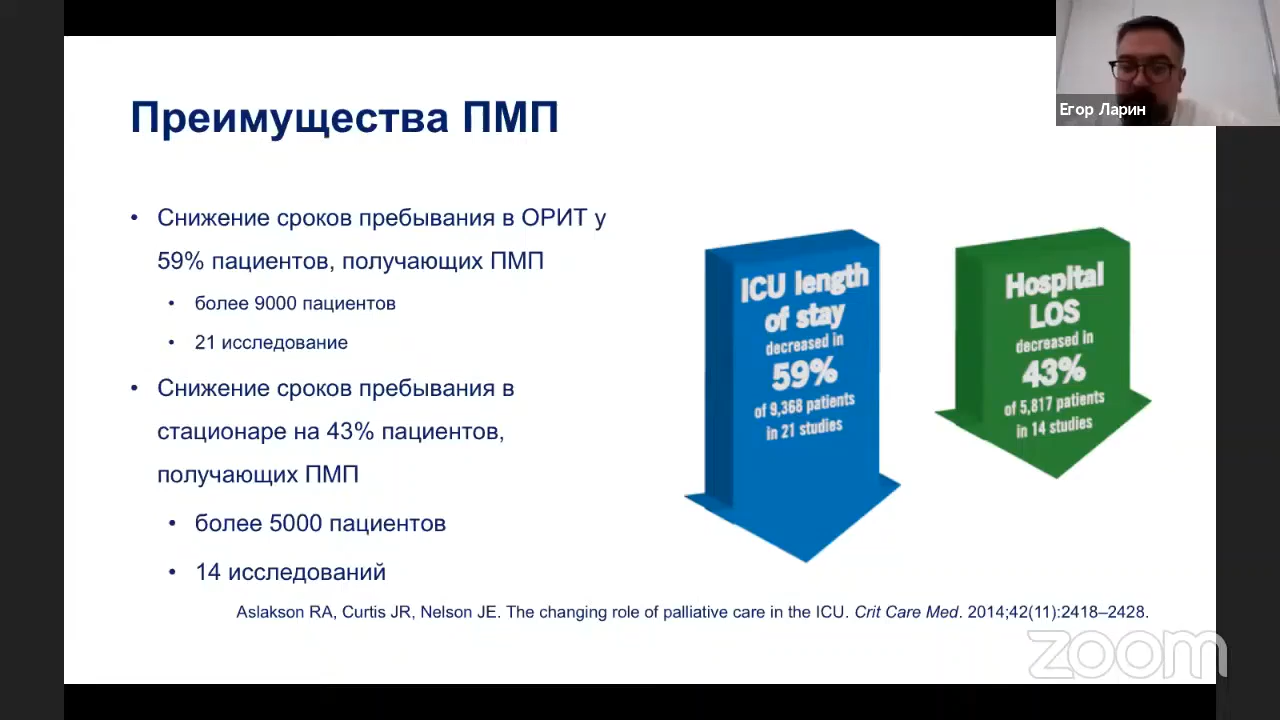 Преимущества ПМП
Егор Ларин
• Снижение сроков пребывания в ОРИТ у
59% пациентов, получающих ПМП
• более 9000 пациентов
• 21 исследование
• Снижение сроков пребывания в
стационаре на 43% пациентов,
получающих ПМП
• более 5000 пациентов
• 14 исследований
ICU length
of stay
decreased in
59%
of 9,368 patients
in 21 studies
Hospital
LOS
decreased in
43%
of 5,817 patients
in 14 studies
Aslakson RA, Curtis JR, Nelson JE. The changing role of palliative care in the ICU. Crit Care Med. 2014;42(11):2418–2428.
zoom